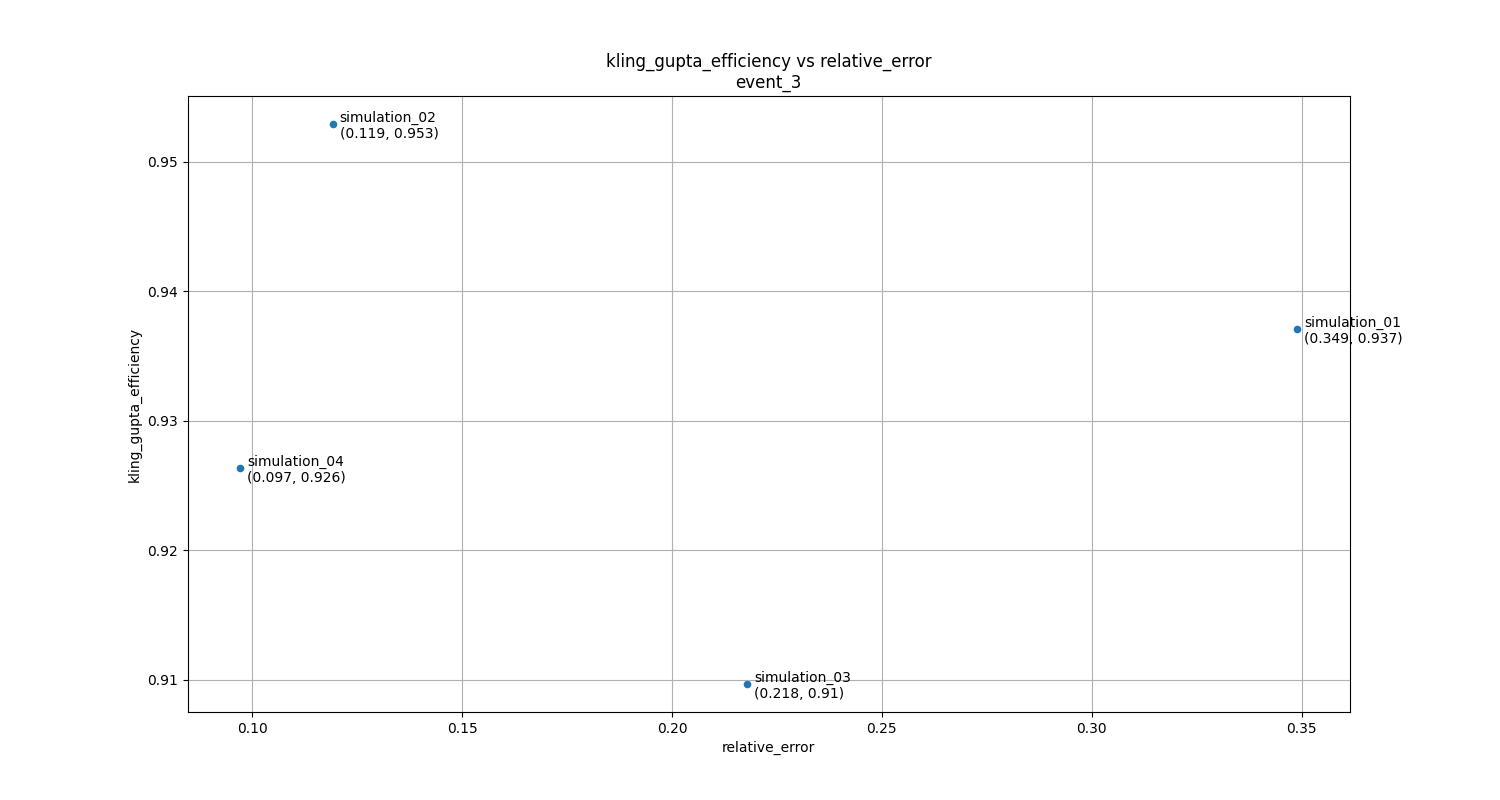 kling_gupta_efficiency vs relative_error
event_3
simulation_02
(0.119, 0.953)
0.95
0.94
simulation_01
(0.349, 0.937)
kling_gupta_efficiency
0.93
simulation_04
(0.097, 0.926)
0.92
simulation_03
(0.218, 0.91)
0.91
0.10
0.15
0.20
0.25
0.30
0.35
relative_error